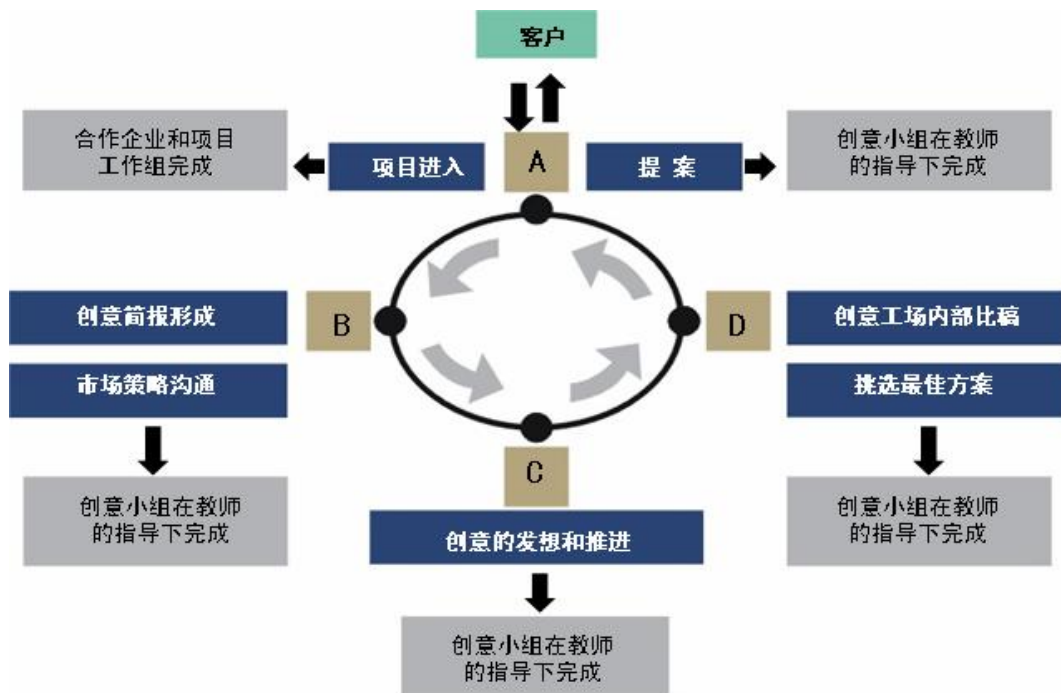 客户
合作企业和项目
工作组完成
项目进入
A
提 案
创意小组在教师
的指导下完成
创意简报形成
B
D
创意工场内部比稿
市场策略沟通
挑选最佳方案
C
创意小组在教师
的指导下完成
创意的发想和推进
创意小组在教师
的指导下完成
创意小组在教师
的指导下完成